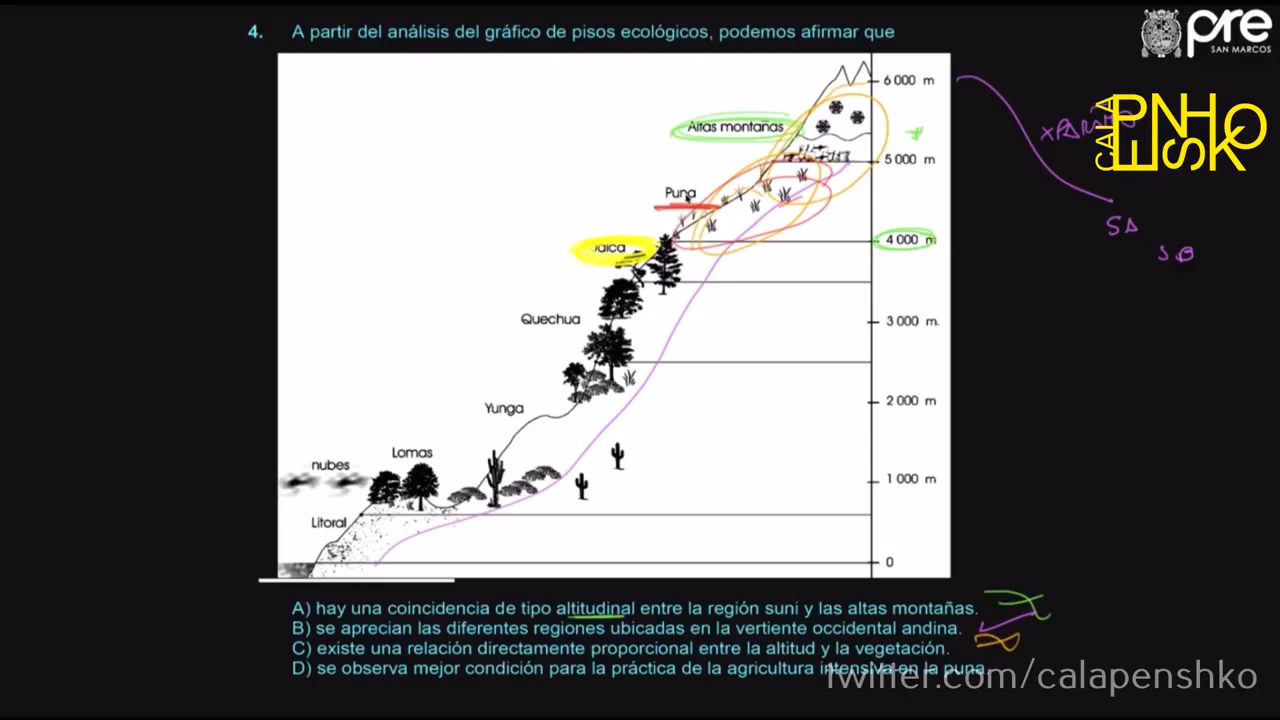 4. A partir del análisis del gráfico de pisos ecológicos, podemos afirmar que
pre
SAN MARCOS
CALA
PENSHKO
6 000 m
Altas montañas
5 000 m
Puna
4 000 m
Quechua
3 000 m
2 000 m
Yunga
Lomas
nubes
1 000 m
Litoral
0
SA
SB
A) hay una coincidencia de tipo altitudinal entre la región suni y las altas montañas.
B) se aprecian las diferentes regiones ubicadas en la vertiente occidental andina.
C) existe una relación directamente proporcional entre la altitud y la vegetación.
D) se observa mejor condición para la práctica de la agricultura intensiva en la puna.
Twitter.com/calapenshko